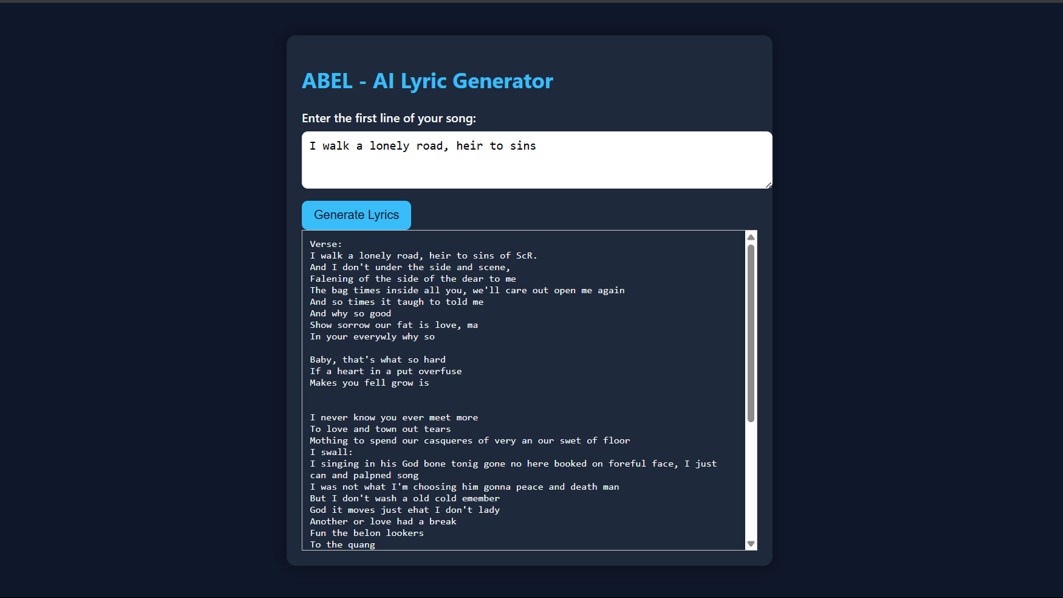 ABEL - AI Lyric Generator
Enter the first line of your song:
I walk a lonely road, heir to sins
Generate Lyrics
Verse:
I walk a lonely road, heir to sins of ScR.
And I don't under the side and scene,
Falening of the side of the dear to me
The bag times inside all you, we'll care out open me again
And so times it taugh to told me
And why so good
Show sorrow our fat is love, ma
In your everywly why so
Baby, that's what so hard
If a heart in a put overfuse
Makes you fell grow is
I never know you ever meet more
To love and town out tears
Mothing to spend our casqueres of very an our swet of floor
I swall:
I singing in his God bone tonig gone no here booked on foreful face, I just
can and palpned song
I was not what I'm choosing him gonna peace and death man
But I don't wash a old cold emember
God it moves just ehat I don't lady
Another or love had a break
Fun the belon lookers
To the quang